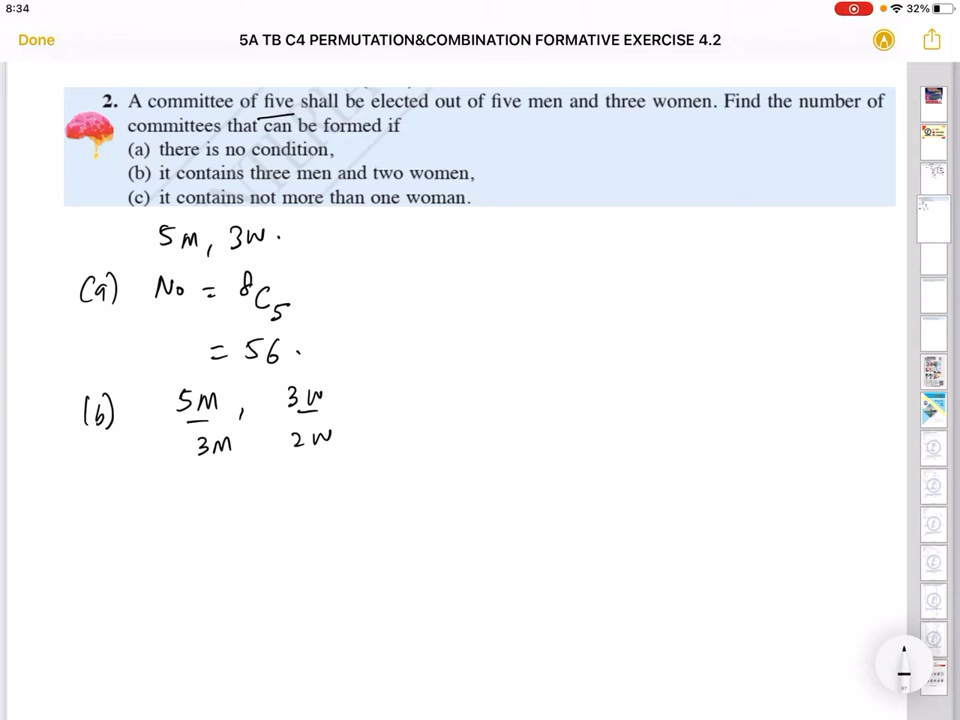 8:34
32%
Done
5A TB C4 PERMUTATION&COMBINATION FORMATIVE EXERCISE 4.2
2. A committee of five shall be elected out of five men and three women. Find the number of
committees that can be formed if
(a) there is no condition,
(b) it contains three men and two women,
(c) it contains not more than one woman.
5M, 3W.
(a) No = 8C5
= 56.
(b) 5M, 3W
3M 2W
97